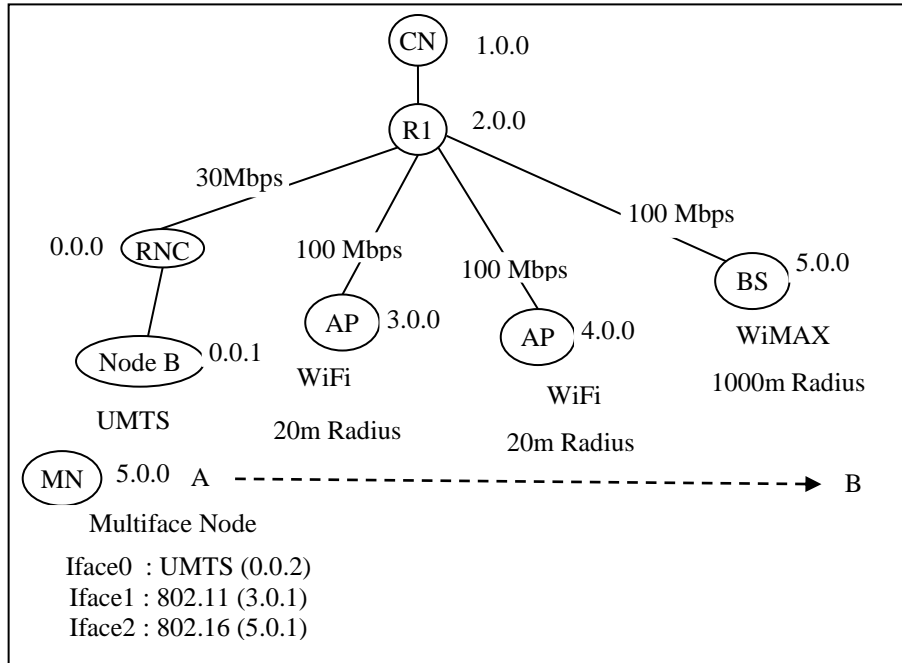 CN
1.0.0
R1
2.0.0
30Mbps
100 Mbps
0.0.0
RNC
100 Mbps
100 Mbps
5.0.0
BS
AP
3.0.0
AP
4.0.0
WiMAX
Node B
0.0.1
WiFi
1000m Radius
WiFi
UMTS
20m Radius
20m Radius
MN
5.0.0
A
B
Multiface Node
Iface0 : UMTS (0.0.2)
Iface1 : 802.11 (3.0.1)
Iface2 : 802.16 (5.0.1)